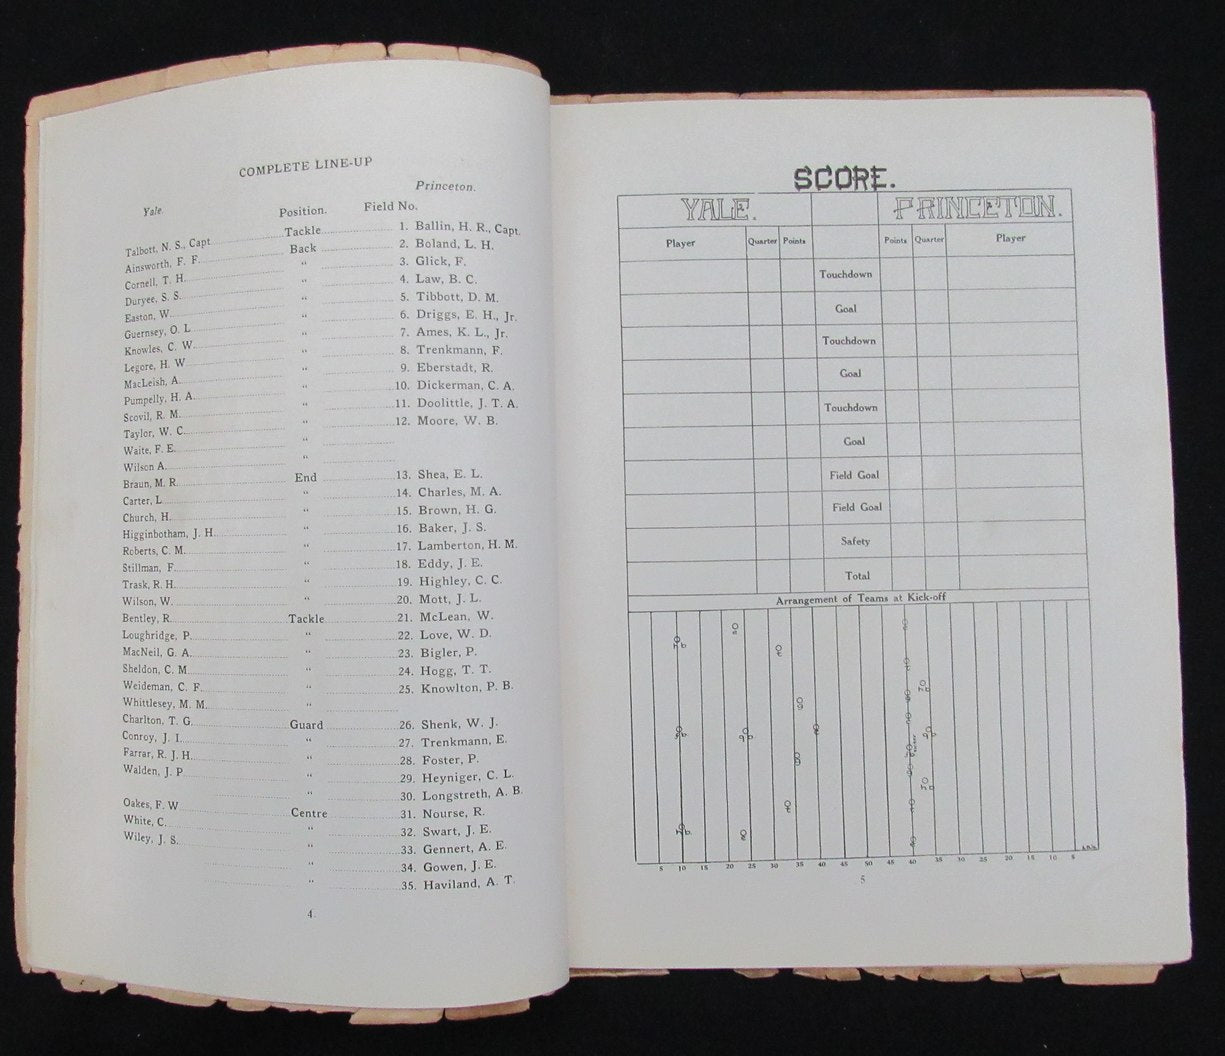 COMPLETE LINE-UP
Princeton.
Yale. Position. Field No.
Talbott, N. S., Capt. Tackle 1. Ballin, H. R., Capt.
Ainsworth, F. F. Back 2. Boland, L. H.
Cornell, T. H. " 3. Glick, F.
Duryee, S. S. " 4. Law, B. C.
Easton, W. " 5. Tibbott, D. M.
Guernsey, O. L " 6. Driggs, E. H., Jr.
Knowles, C. W. " 7. Ames, K. L., Jr.
Legore, H. W " 8. Trenkmann, F.
MacLeish, A. " 9. Eberstadt, R.
Pumpelly, H. A. " 10. Dickerman, C. A.
Scovil, R. M. " 11. Doolittle, J. T. A.
Taylor, W. C. " 12. Moore, W. B.
Waite, F. E. "
Wilson A. "
Braun, M. R. End 13. Shea, E. L.
Carter, L " 14. Charles, M. A.
Church, H. " 15. Brown, H. G.
Higginbotham, J. H. " 16. Baker, J. S.
Roberts, C. M. " 17. Lamberton, H. M.
Stillman, F. " 18. Eddy, J. E.
Trask, R. H. " 19. Highley, C. C.
Wilson, W. " 20. Mott, J. L.
Bentley, R. Tackle 21. McLean, W.
Loughridge, P. " 22. Love, W. D.
MacNeil, G. A. " 23. Bigler, P.
Sheldon, C. M. " 24. Hogg, T. T.
Weideman, C. F. " 25. Knowlton, P. B.
Whittlesey, M. M. "
Charlton, T. G. Guard 26. Shenk, W. J.
Conroy, J. I. " 27. Trenkmann, E.
Farrar, R. J. H. " 28. Foster, P.
Walden, J. P. " 29. Heyniger, C. L.
" 30. Longstreth, A. B.
Oakes, F. W Centre 31. Nourse, R.
White, C. " 32. Swart, J. E.
Wiley, J. S. " 33. Gennert, A. E.
" 34. Gowen, J. E.
" 35. Haviland, A. T.
4
SCORE.
YALE. PRINCETON.
Player Quarter Points Points Quarter Player
Touchdown
Goal
Touchdown
Goal
Touchdown
Goal
Field Goal
Field Goal
Safety
Total
Arrangement of Teams at Kick-off
5 10 15 20 25 30 35 40 45 50 45 40 35 30 25 20 15 10 5
5